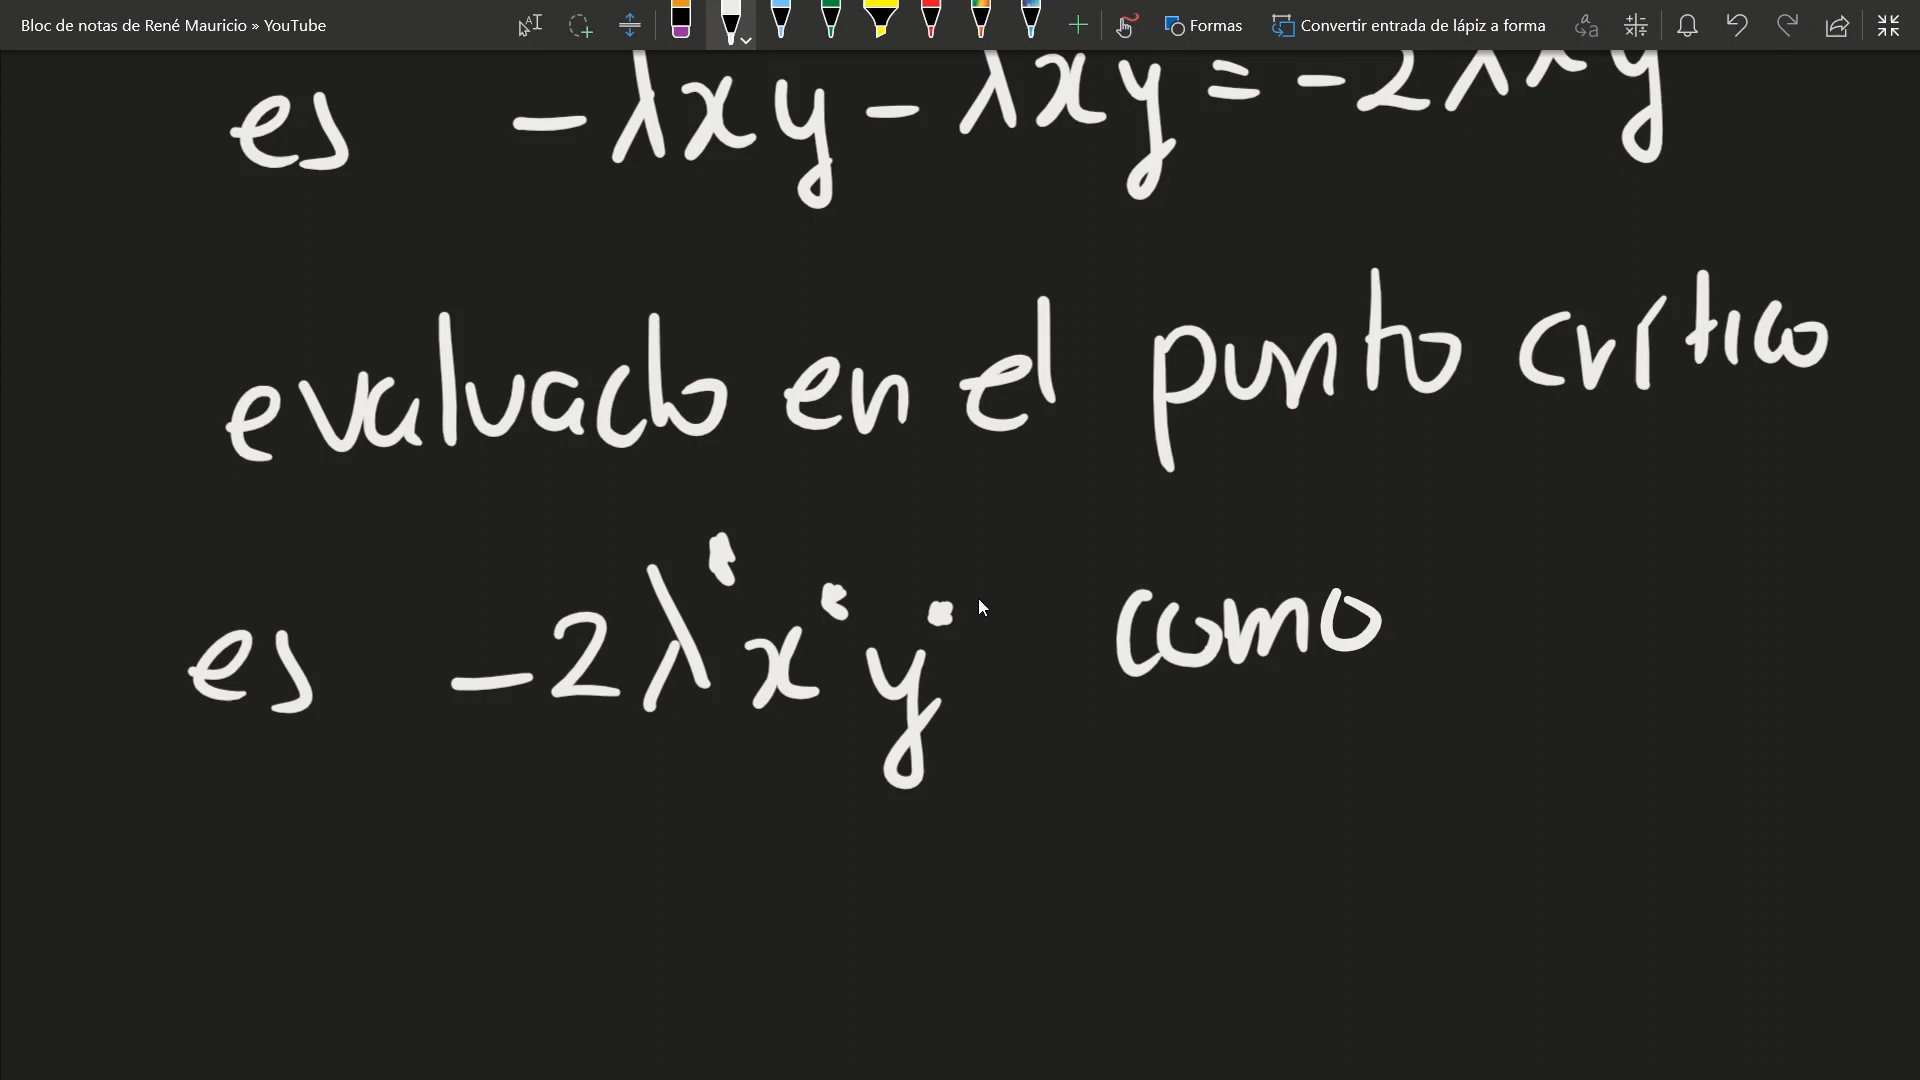 Bloc de notas de René Mauricio » YouTube
Formas
Convertir entrada de lápiz a forma
es -λxy - λxy = -2λxy
evaluado en el punto crítico
es -2λ*x*y* como